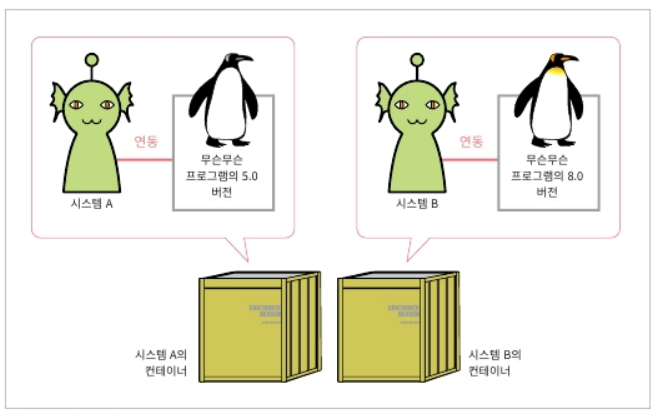 연동
무슨무슨
프로그램의 5.0
버전
시스템 A
연동
무슨무슨
프로그램의 8.0
버전
시스템 B
시스템 A의
컨테이너
시스템 B의
컨테이너